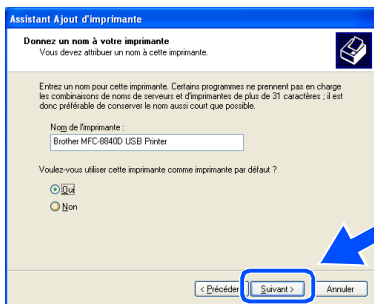 Assistant Ajout d'imprimante
Donnez un nom à votre imprimante
Vous devez attribuer un nom à cette imprimante.
Entrez un nom pour cette imprimante. Certains programmes ne prennent pas en charge
les combinaisons de noms de serveurs et d'imprimantes de plus de 31 caractères ; il est
donc préférable de conserver le nom aussi court que possible.
Nom de l'imprimante :
Brother MFC-8840D USB Printer
Voulez-vous utiliser cette imprimante comme imprimante par défaut ?
Oui
Non
< Précéder
Suivant >
Annuler